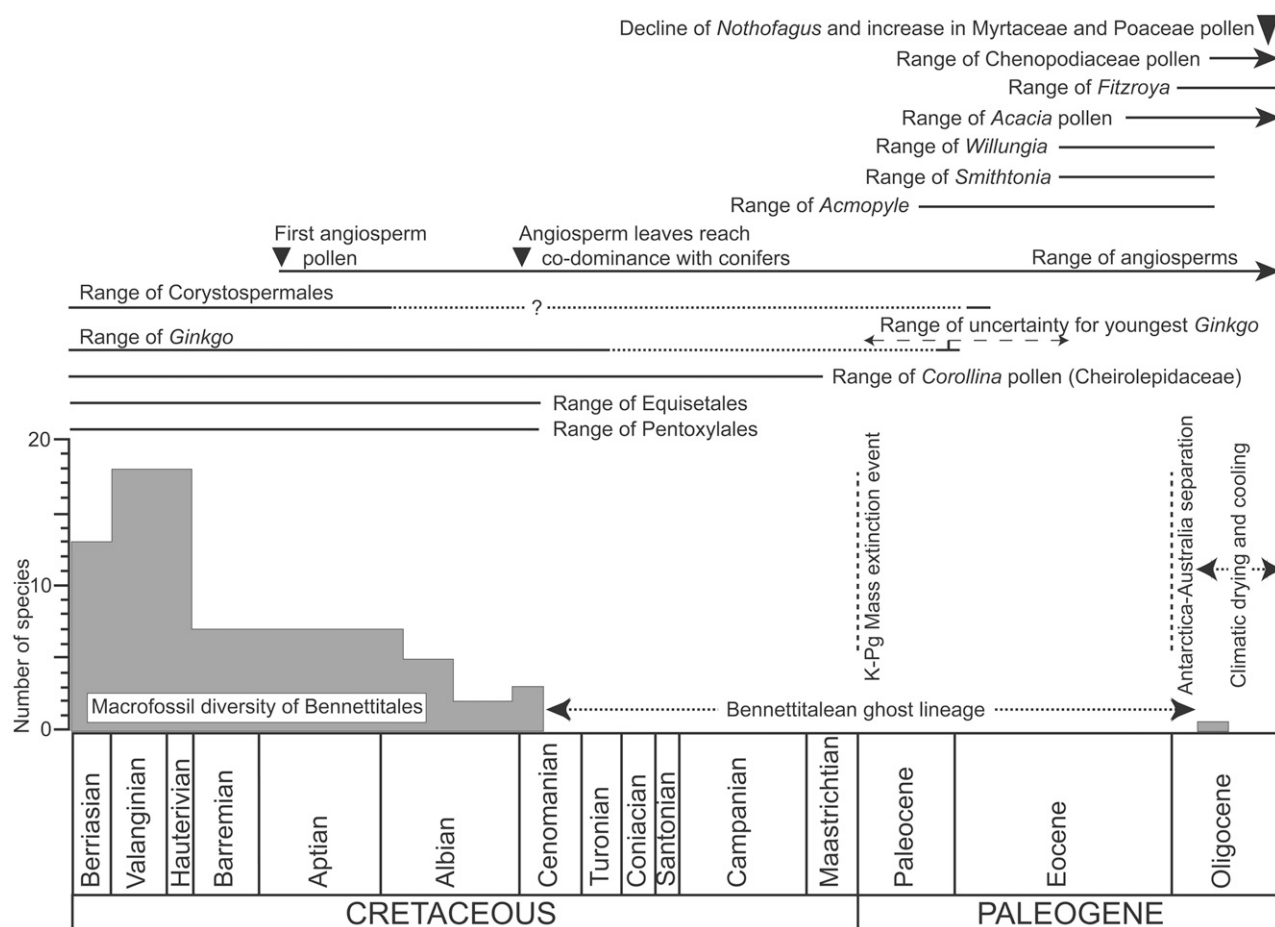 Decline of Nothofagus and increase in Myrtaceae and Poaceae pollen
Range of Chenopodiaceae pollen
Range of Fitzroya
Range of Acacia pollen
Range of Willungia
Range of Smithtonia
Range of Acmopyle
First angiosperm
pollen
Angiosperm leaves reach
co-dominance with conifers
Range of angiosperms
Range of Corystospermales
?
Range of Ginkgo
Range of uncertainty for youngest Ginkgo
Range of Corollina pollen (Cheirolepidaceae)
Range of Equisetales
Range of Pentoxylales
20
10
0
Number of species
Macrofossil diversity of Bennettitales
Bennettitalean ghost lineage
K-Pg Mass extinction event
Antarctica-Australia separation
Climatic drying and cooling
Berriasian
Valanginian
Hauterivian
Barremian
Aptian
Albian
Cenomanian
Turonian
Coniacian
Santonian
Campanian
Maastrichtian
Paleocene
Eocene
Oligocene
CRETACEOUS
PALEOGENE